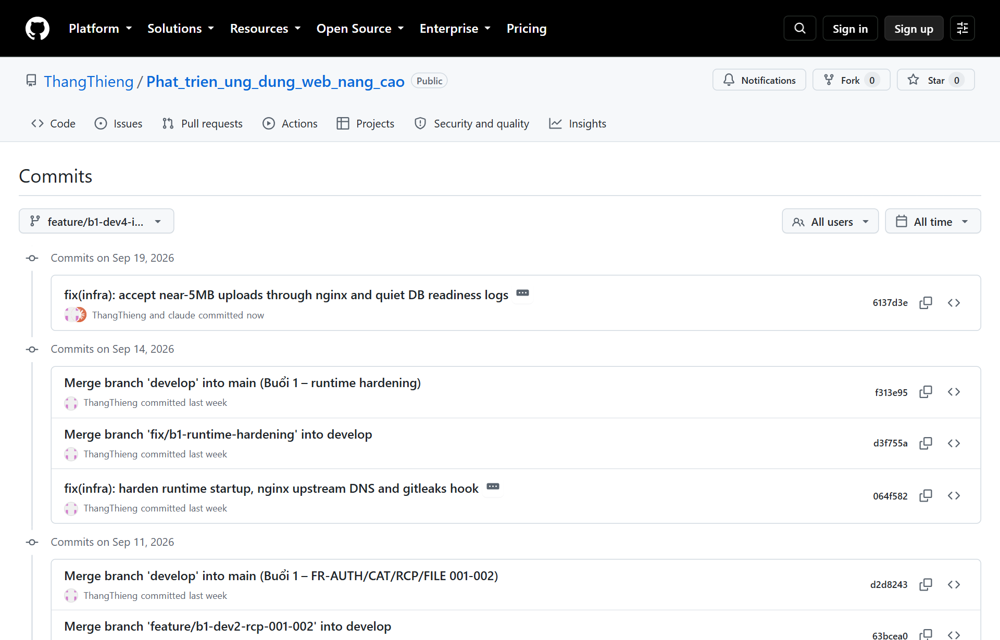 Platform Solutions Resources Open Source Enterprise Pricing Sign in Sign up
ThangThieng / Phat_trien_ung_dung_web_nang_cao Public Notifications Fork 0 Star 0
Code Issues Pull requests Actions Projects Security and quality Insights
Commits
feature/b1-dev4-i... All users All time
Commits on Sep 19, 2026
fix(infra): accept near-5MB uploads through nginx and quiet DB readiness logs
ThangThieng and claude committed now
6137d3e
Commits on Sep 14, 2026
Merge branch 'develop' into main (Buổi 1 – runtime hardening)
ThangThieng committed last week
f313e95
Merge branch 'fix/b1-runtime-hardening' into develop
ThangThieng committed last week
d3f755a
fix(infra): harden runtime startup, nginx upstream DNS and gitleaks hook
ThangThieng committed last week
064f582
Commits on Sep 11, 2026
Merge branch 'develop' into main (Buổi 1 – FR-AUTH/CAT/RCP/FILE 001-002)
ThangThieng committed last week
d2d8243
Merge branch 'feature/b1-dev2-rcp-001-002' into develop
63bcea0